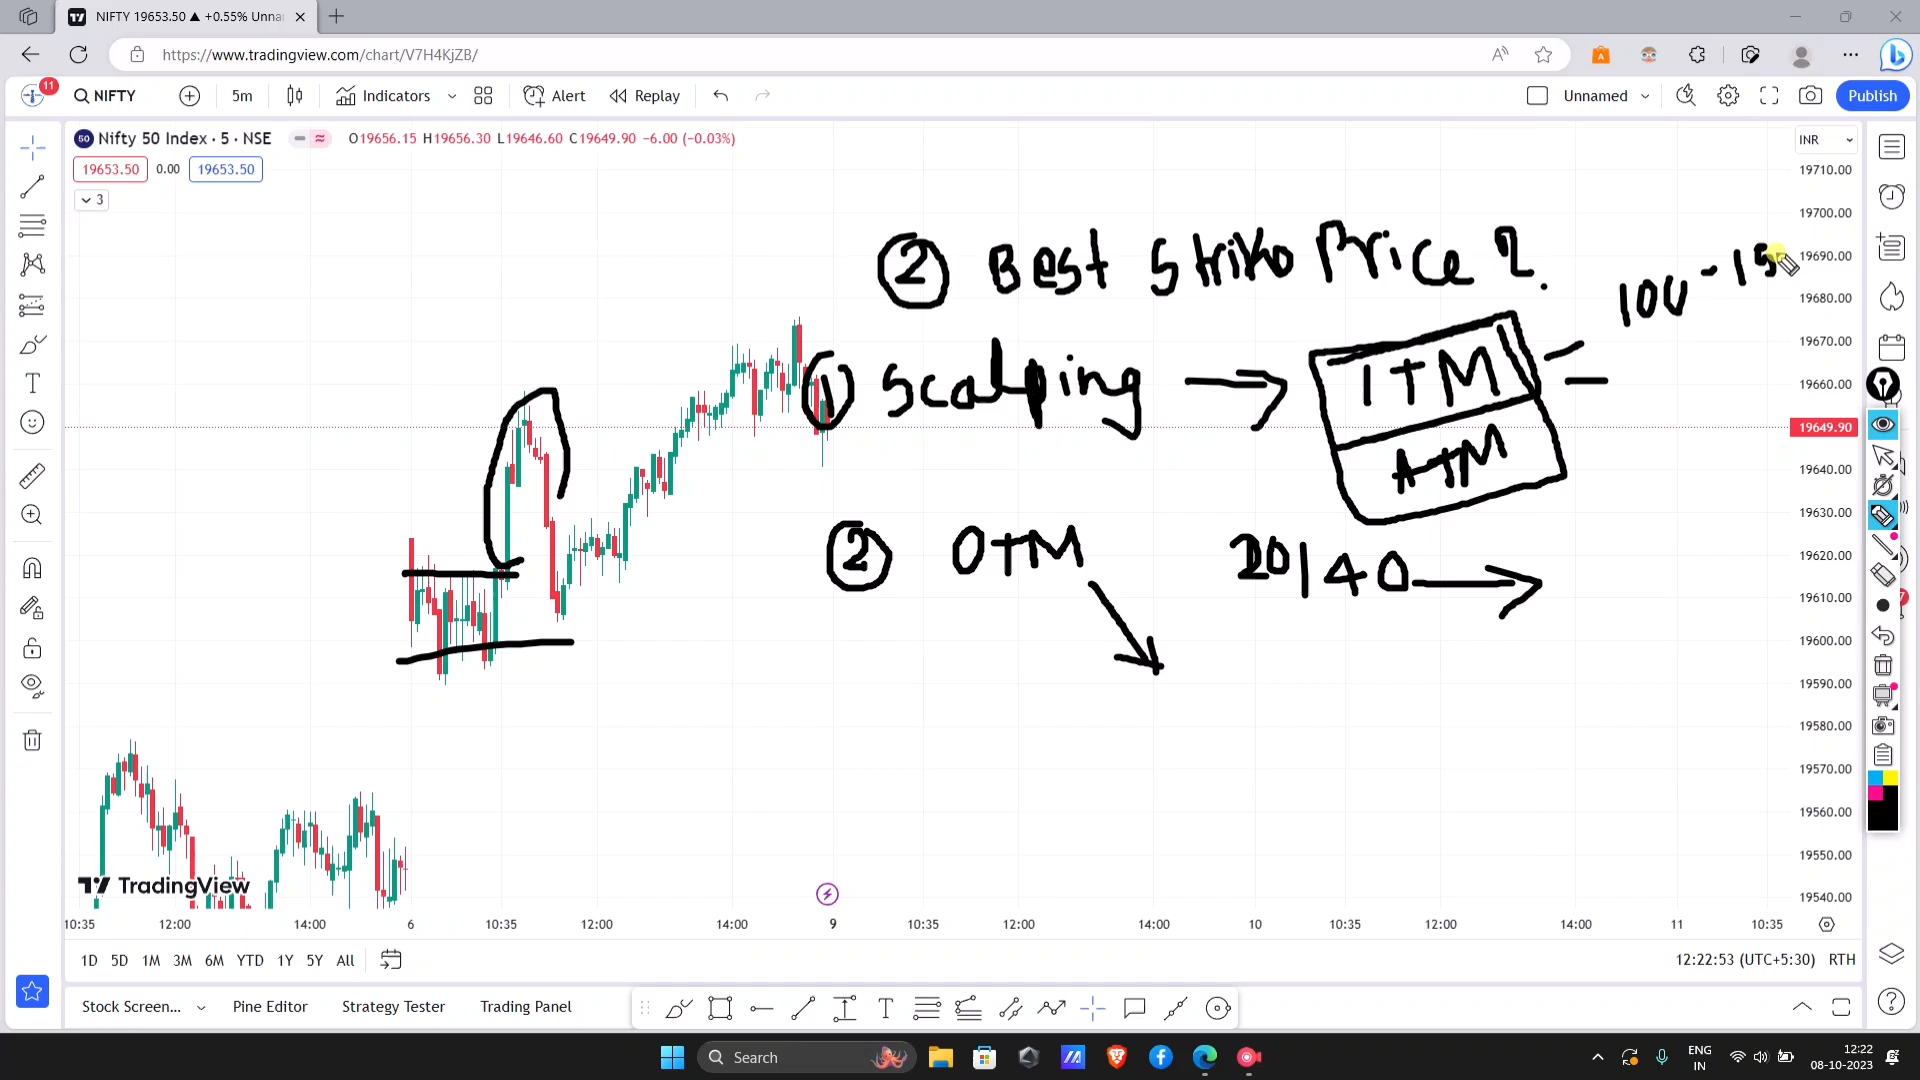 NIFTY 19653.50 ▲ +0.55% Unna
https://www.tradingview.com/chart/V7H4KjZB/
11
NIFTY 5m Indicators Alert Replay Unnamed Publish
50 Nifty 50 Index · 5 · NSE O19656.15 H19656.30 L19646.60 C19649.90 −6.00 (−0.03%)
INR
19653.50 0.00 19653.50
3
19710.00
19700.00
19690.00
19680.00
19670.00
19660.00
19649.90
19640.00
19630.00
19620.00
19610.00
19600.00
19590.00
19580.00
19570.00
19560.00
19550.00
19540.00
② Best Strike Price ?
100 - 15
① Scalping → ITM
ATM
② OTM 20/40 →
TradingView
10:35 12:00 14:00 6 10:35 12:00 14:00 9 10:35 12:00 14:00 10 10:35 12:00 14:00 11 10:35
1D 5D 1M 3M 6M YTD 1Y 5Y All
12:22:53 (UTC+5:30) RTH
Stock Screen... Pine Editor Strategy Tester Trading Panel
Search
ENG
IN
12:22
08-10-2023